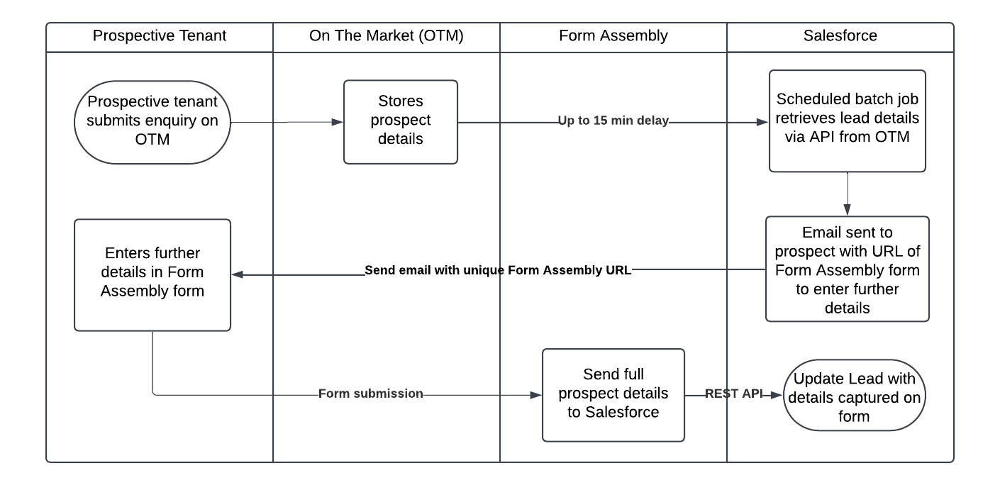 Prospective Tenant
On The Market (OTM)
Form Assembly
Salesforce
Prospective tenant
submits enquiry on
OTM
Stores
prospect
details
Up to 15 min delay
Scheduled batch job
retrieves lead details
via API from OTM
Email sent to
prospect with URL of
Form Assembly form
to enter further
details
Send email with unique Form Assembly URL
Enters further
details in Form
Assembly form
Form submission
Send full
prospect details
to Salesforce
REST API
Update Lead with
details captured on
form